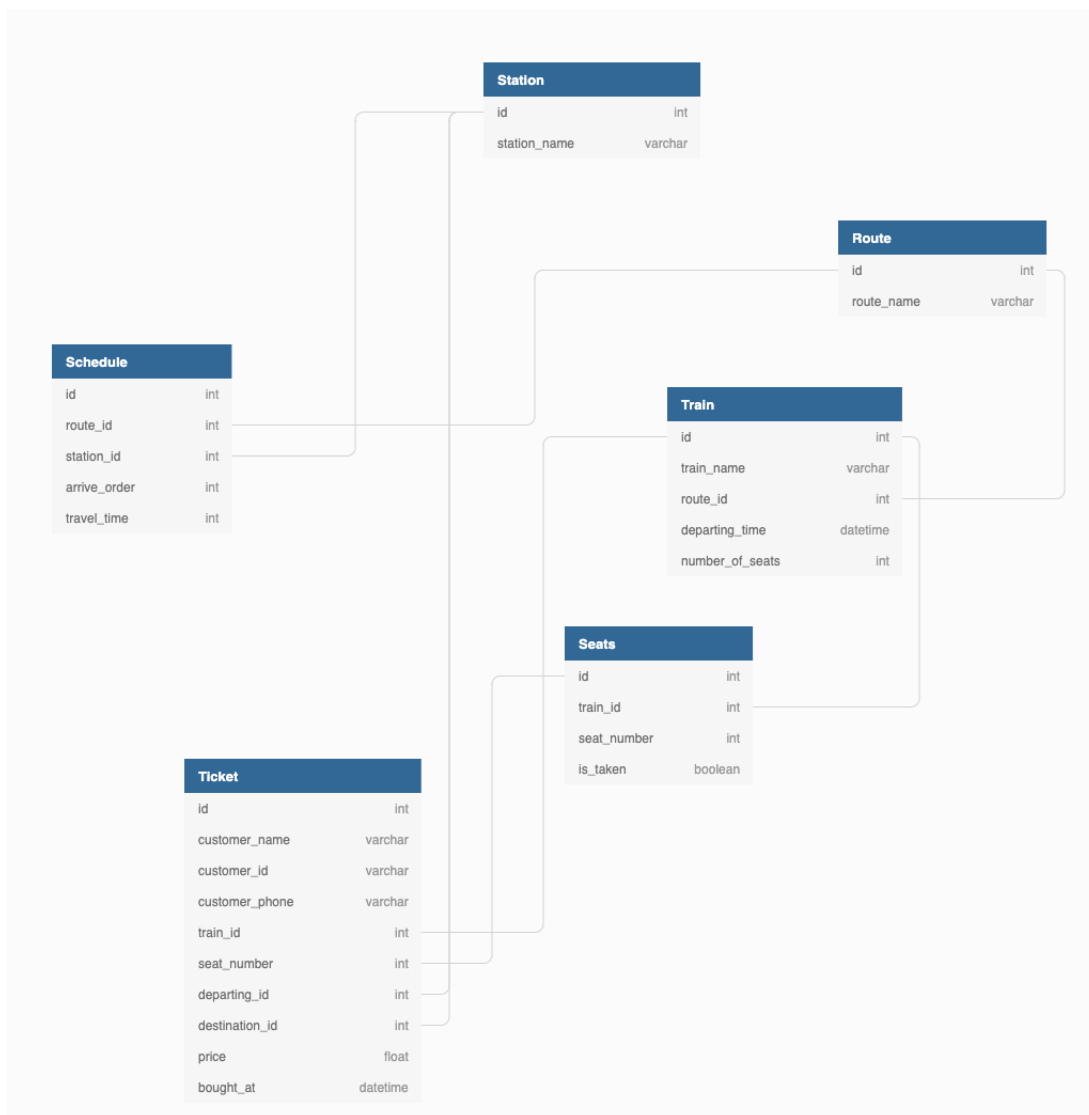 Station
id int
station_name varchar
Route
id int
route_name varchar
Schedule
id int
route_id int
station_id int
arrive_order int
travel_time int
Train
id int
train_name varchar
route_id int
departing_time datetime
number_of_seats int
Seats
id int
train_id int
seat_number int
is_taken boolean
Ticket
id int
customer_name varchar
customer_id varchar
customer_phone varchar
train_id int
seat_number int
departing_id int
destination_id int
price float
bought_at datetime